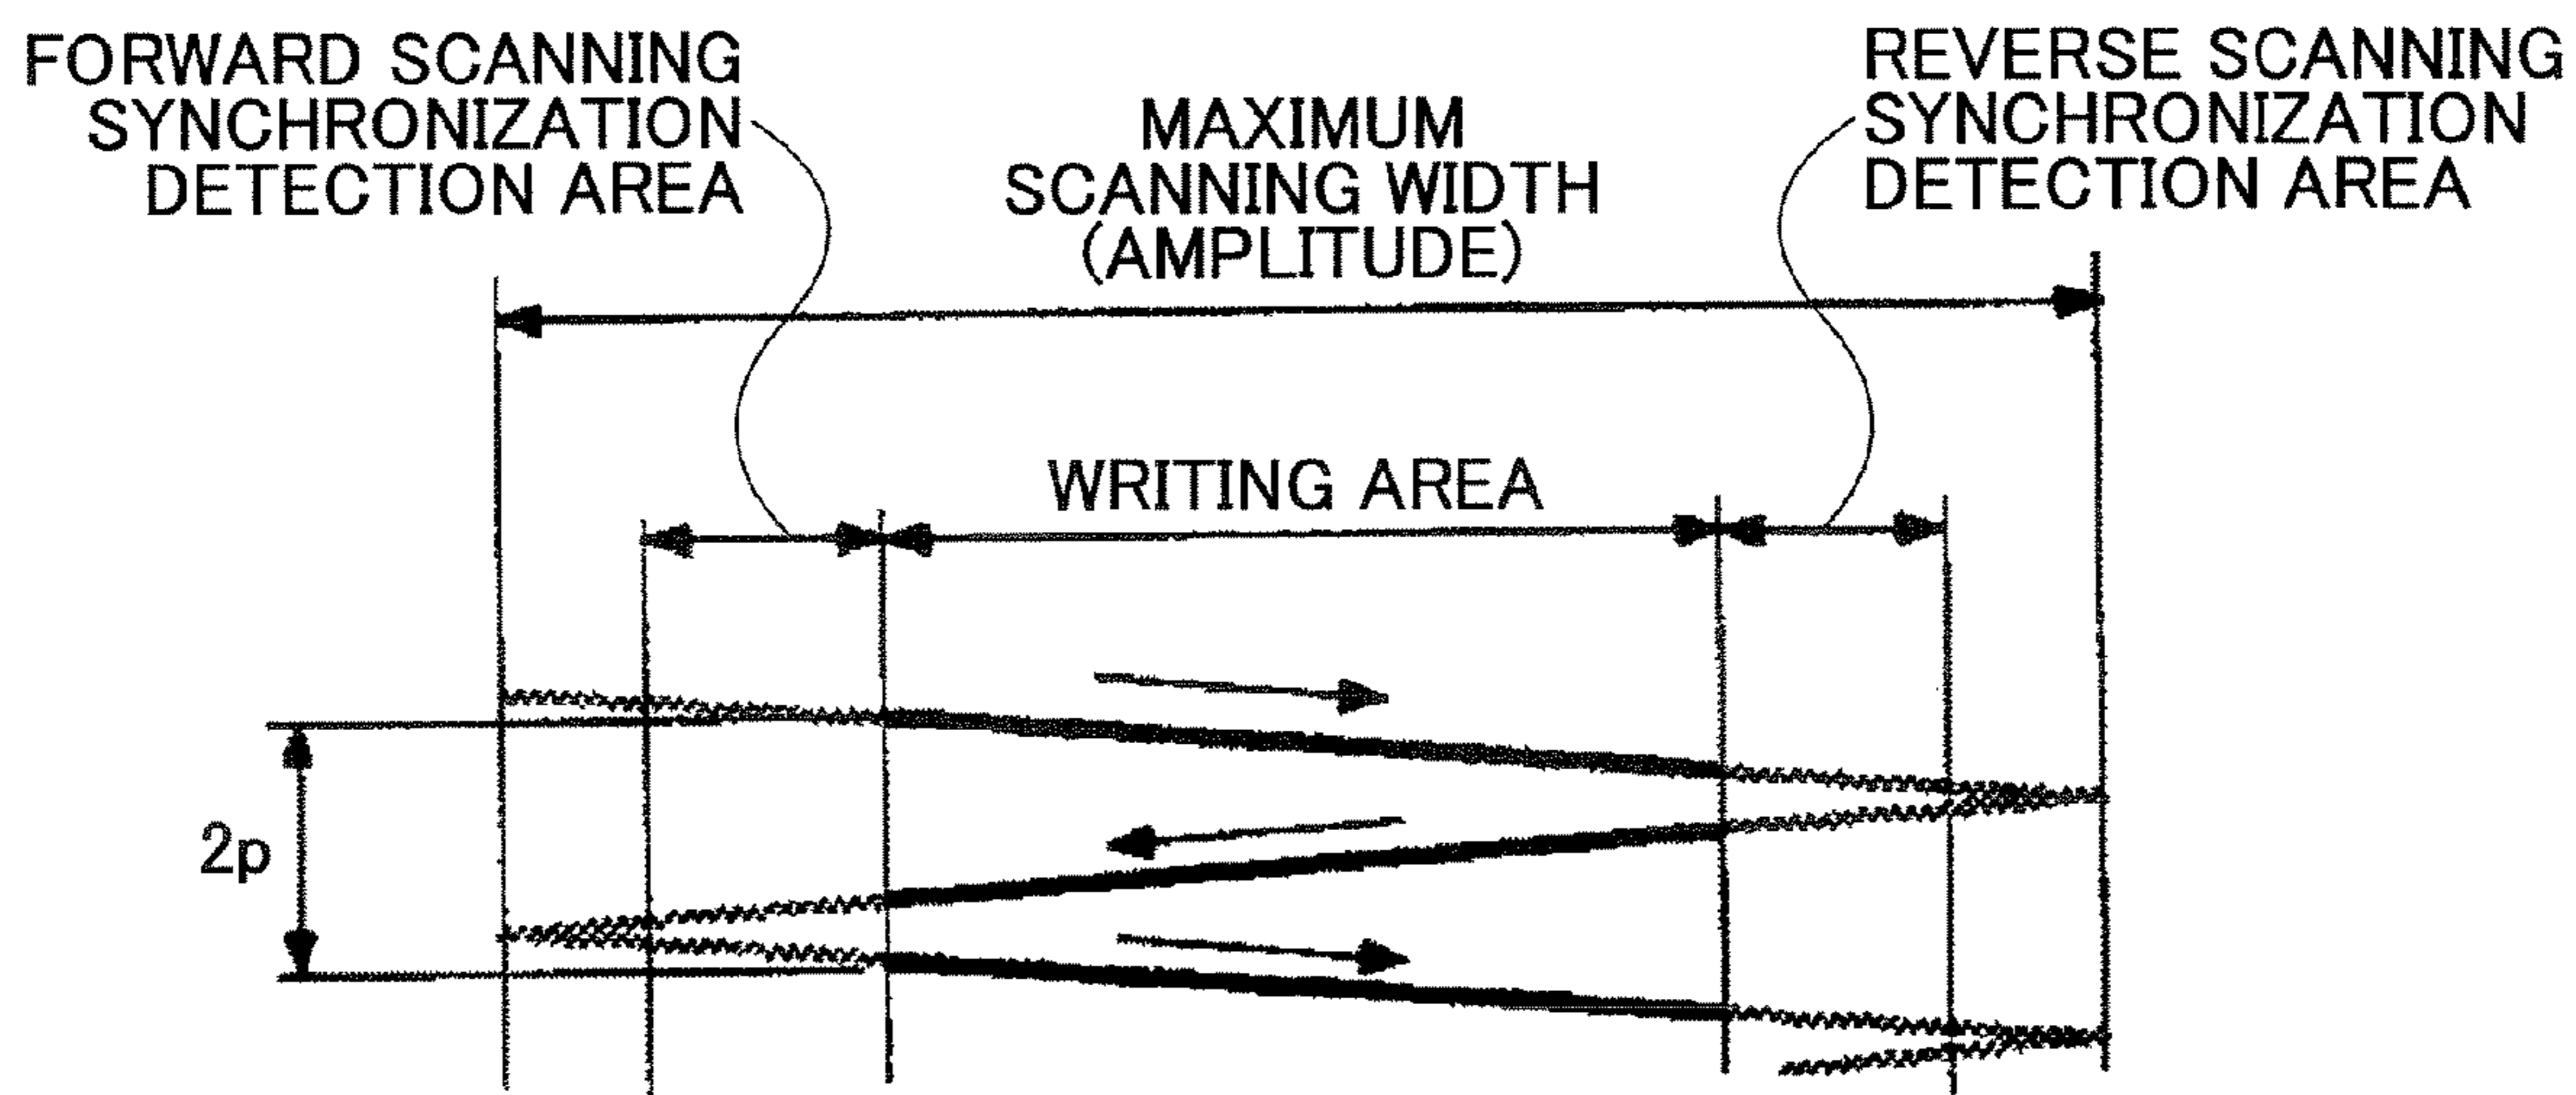 FORWARD SCANNING
SYNCHRONIZATION
DETECTION AREA
MAXIMUM
SCANNING WIDTH
(AMPLITUDE)
REVERSE SCANNING
SYNCHRONIZATION
DETECTION AREA
WRITING AREA
2p